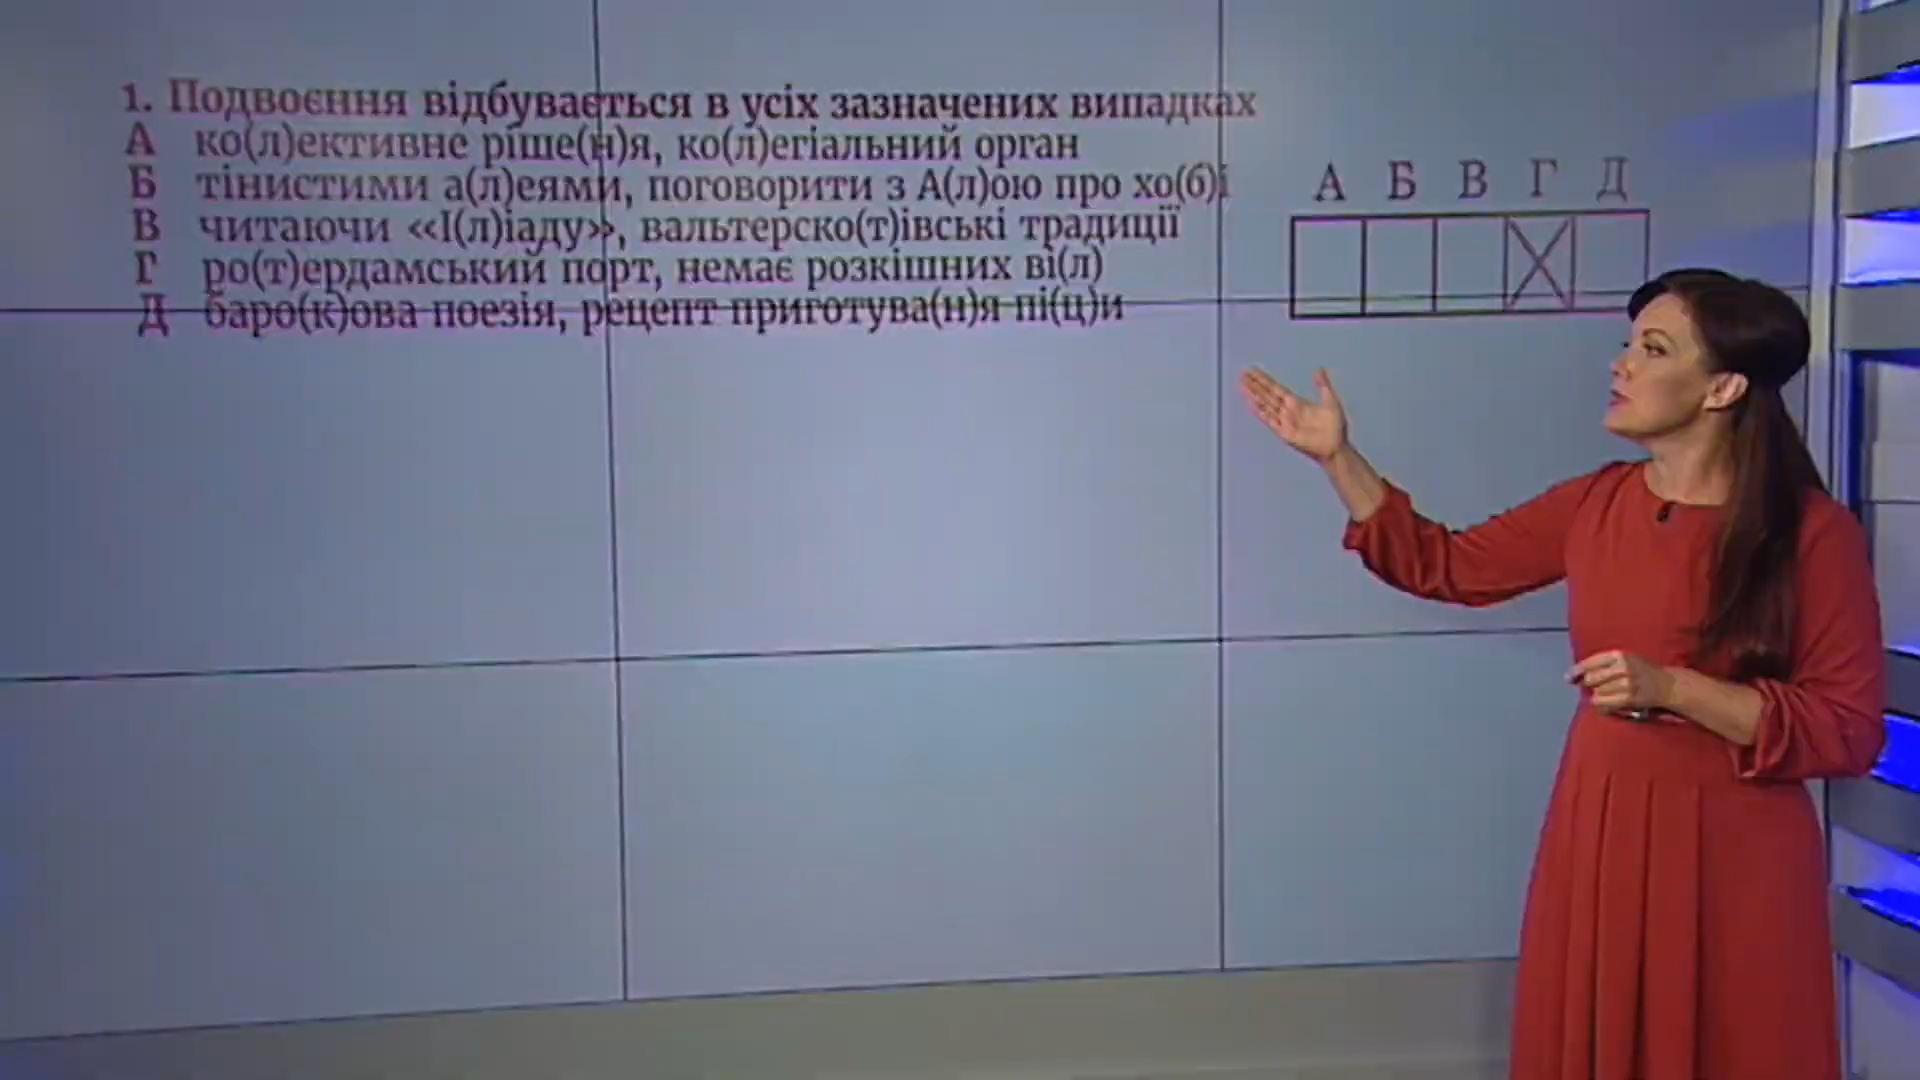 1. Подвоєння відбувається в усіх зазначених випадках
А ко(л)ективне ріше(н)я, ко(л)егіальний орган
Б тінистими а(л)еями, поговорити з А(л)ою про хо(б)і
В читаючи «І(л)іаду», вальтерско(т)івські традиції
Г ро(т)ердамський порт, немає розкішних ві(л)
Д баро(к)ова поезія, рецепт приготува(н)я пі(ц)и
А Б В Г Д